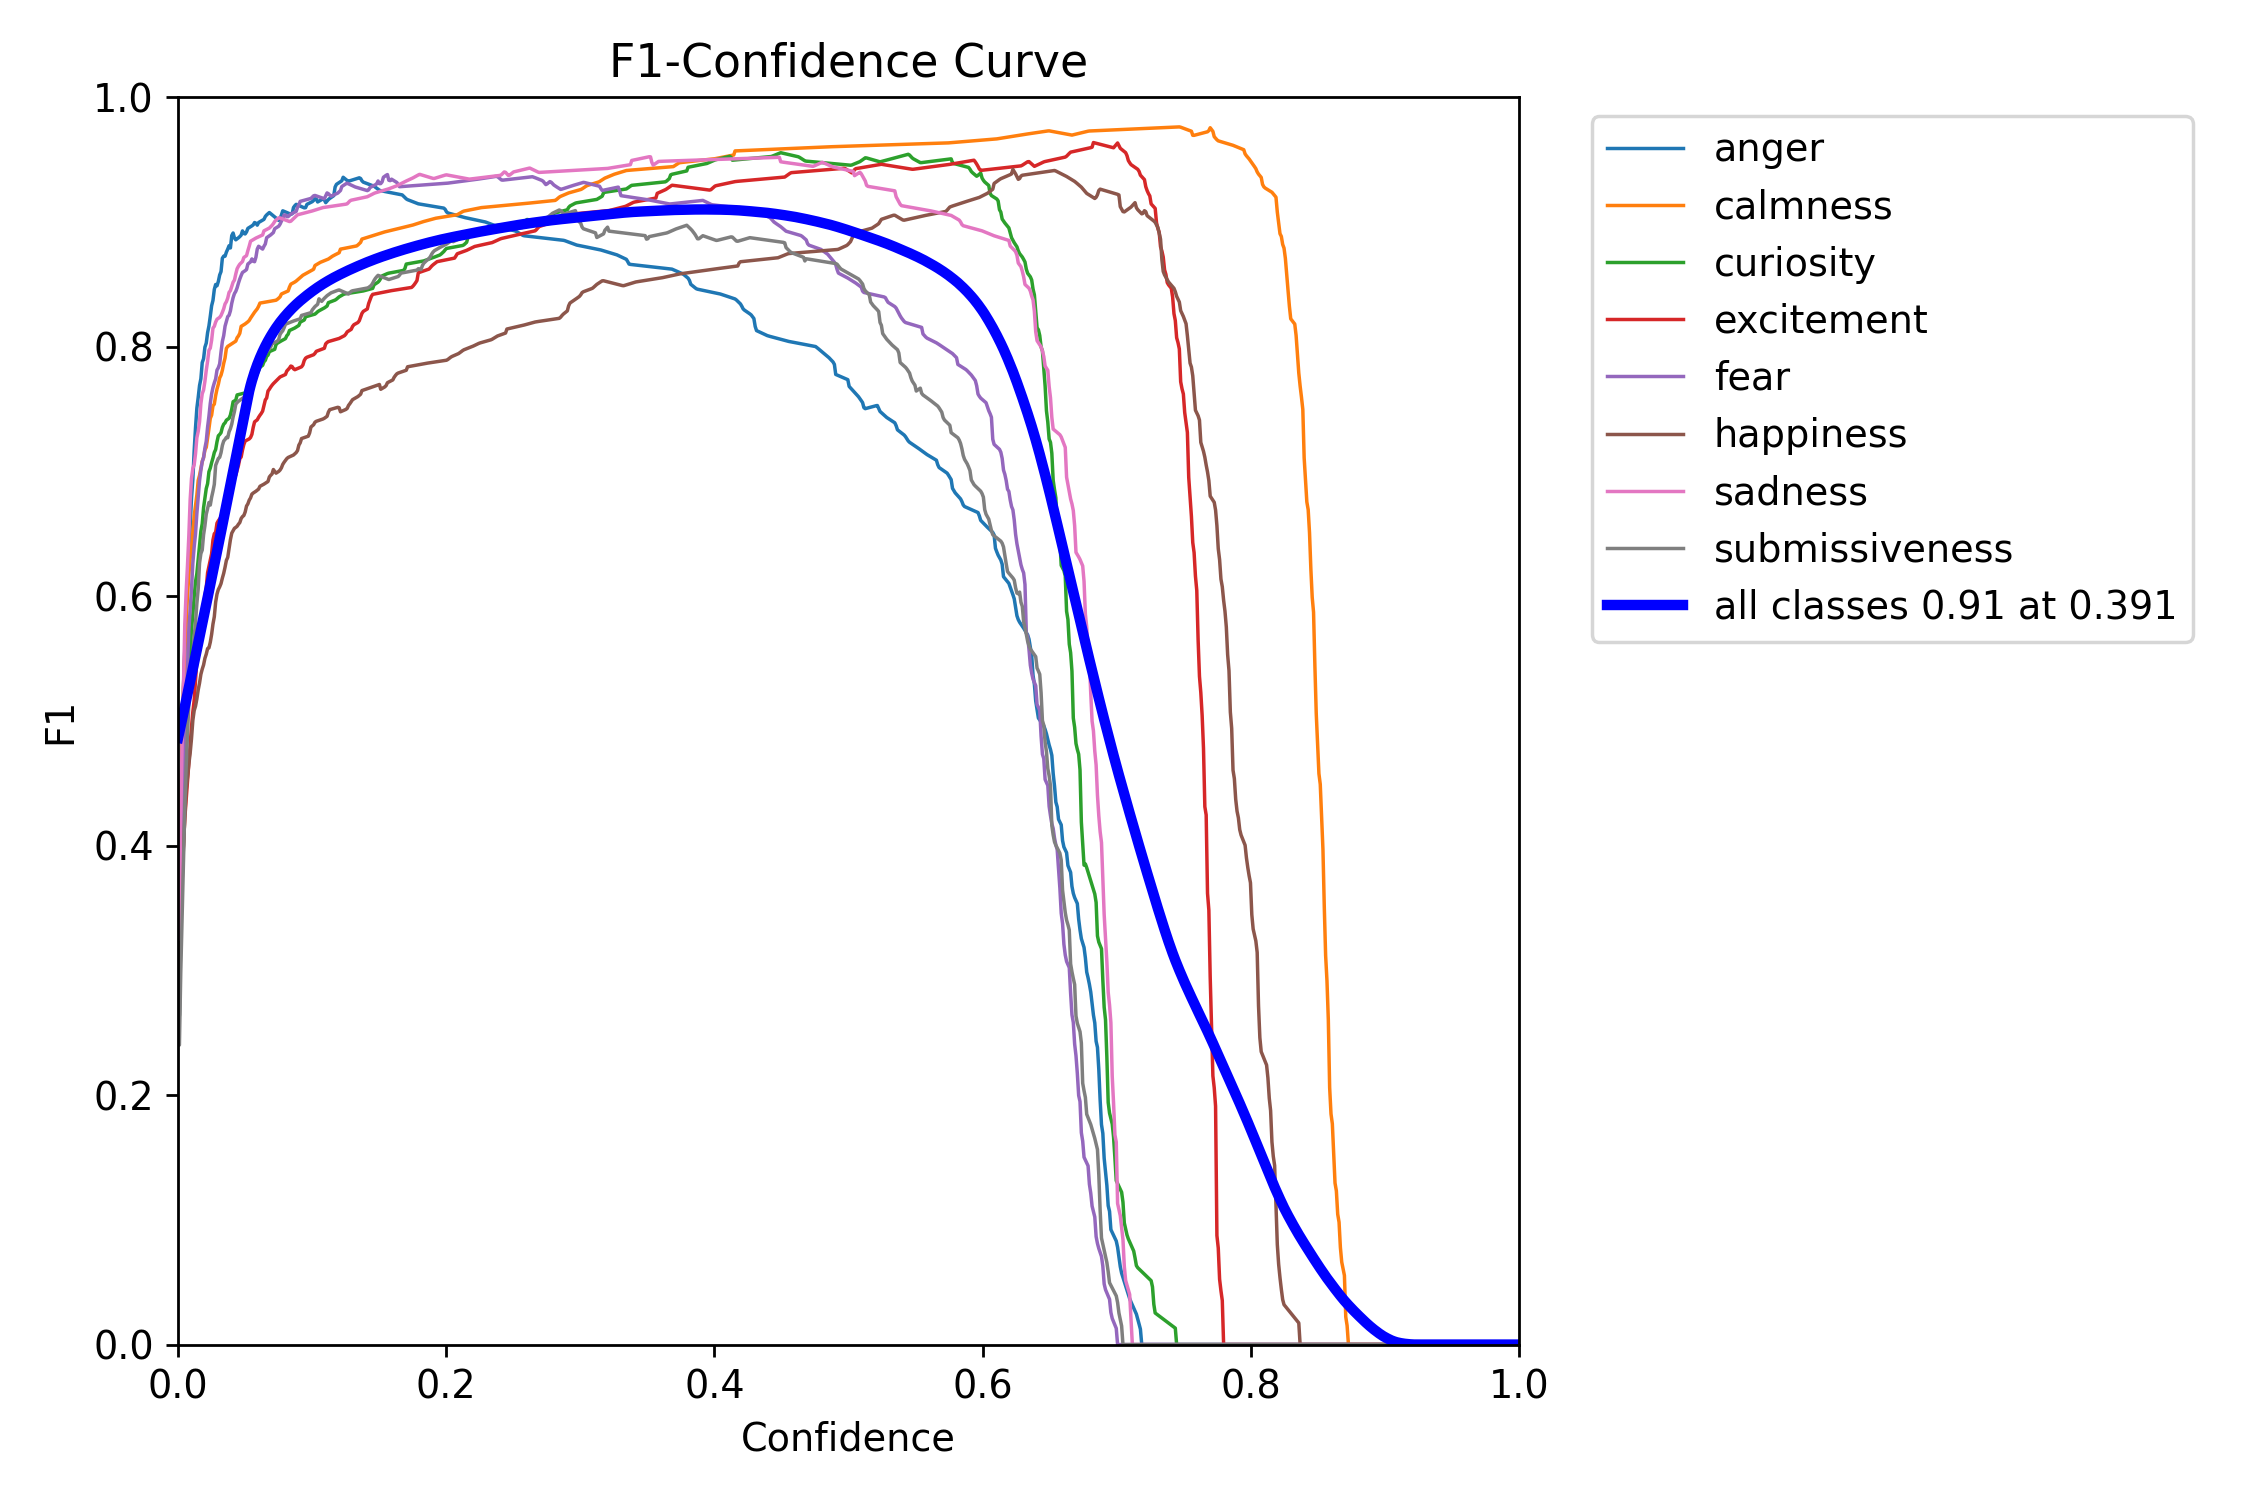 F1-Confidence Curve
1.0
0.8
0.6
0.4
0.2
0.0
F1
0.0 0.2 0.4 0.6 0.8 1.0
Confidence
anger
calmness
curiosity
excitement
fear
happiness
sadness
submissiveness
all classes 0.91 at 0.391